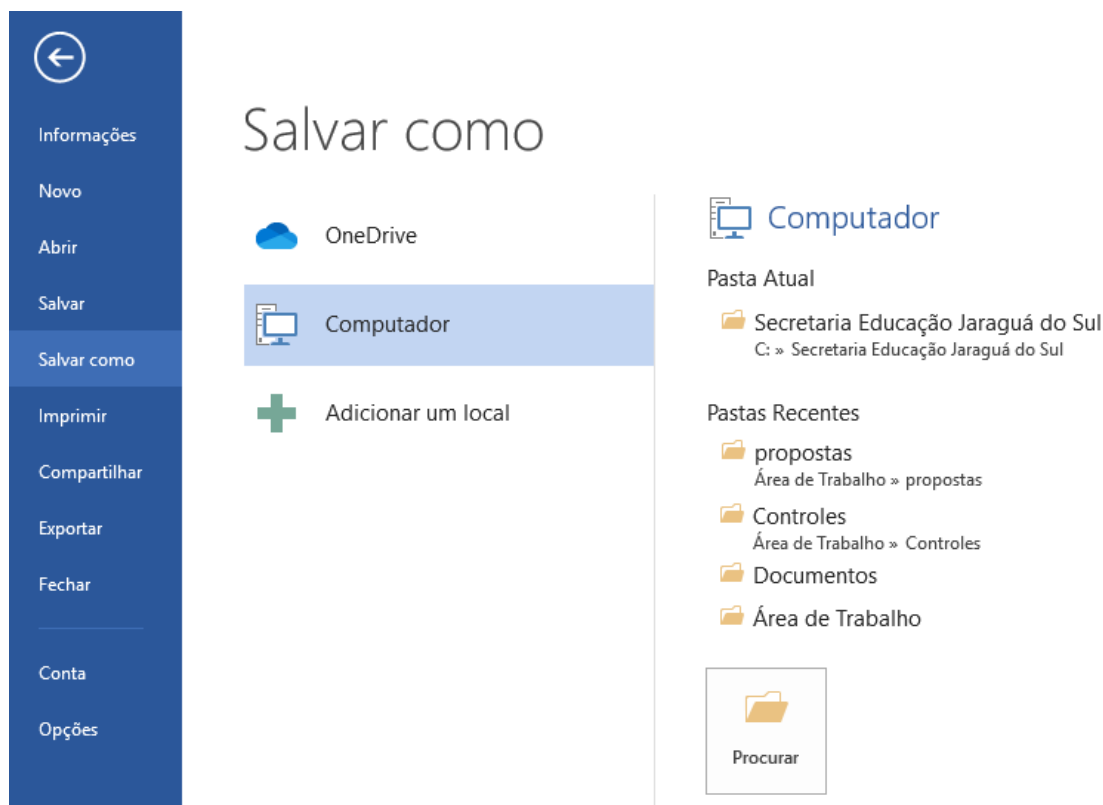 Informações
Novo
Abrir
Salvar
Salvar como
Imprimir
Compartilhar
Exportar
Fechar
Conta
Opções
Salvar como
OneDrive
Computador
Adicionar um local
Computador
Pasta Atual
Secretaria Educação Jaraguá do Sul
C: » Secretaria Educação Jaraguá do Sul
Pastas Recentes
propostas
Área de Trabalho » propostas
Controles
Área de Trabalho » Controles
Documentos
Área de Trabalho
Procurar